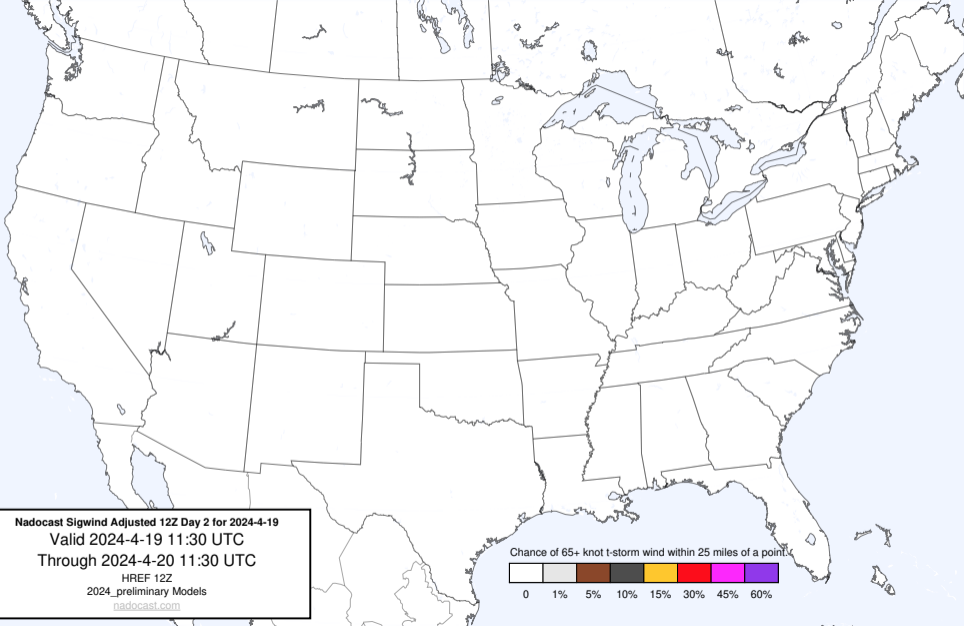 Nadocast Sigwind Adjusted 12Z Day 2 for 2024-4-19
Valid 2024-4-19 11:30 UTC
Through 2024-4-20 11:30 UTC
HREF 12Z
2024_preliminary Models
nadocast.com
Chance of 65+ knot t-storm wind within 25 miles of a point.
0 1% 5% 10% 15% 30% 45% 60%